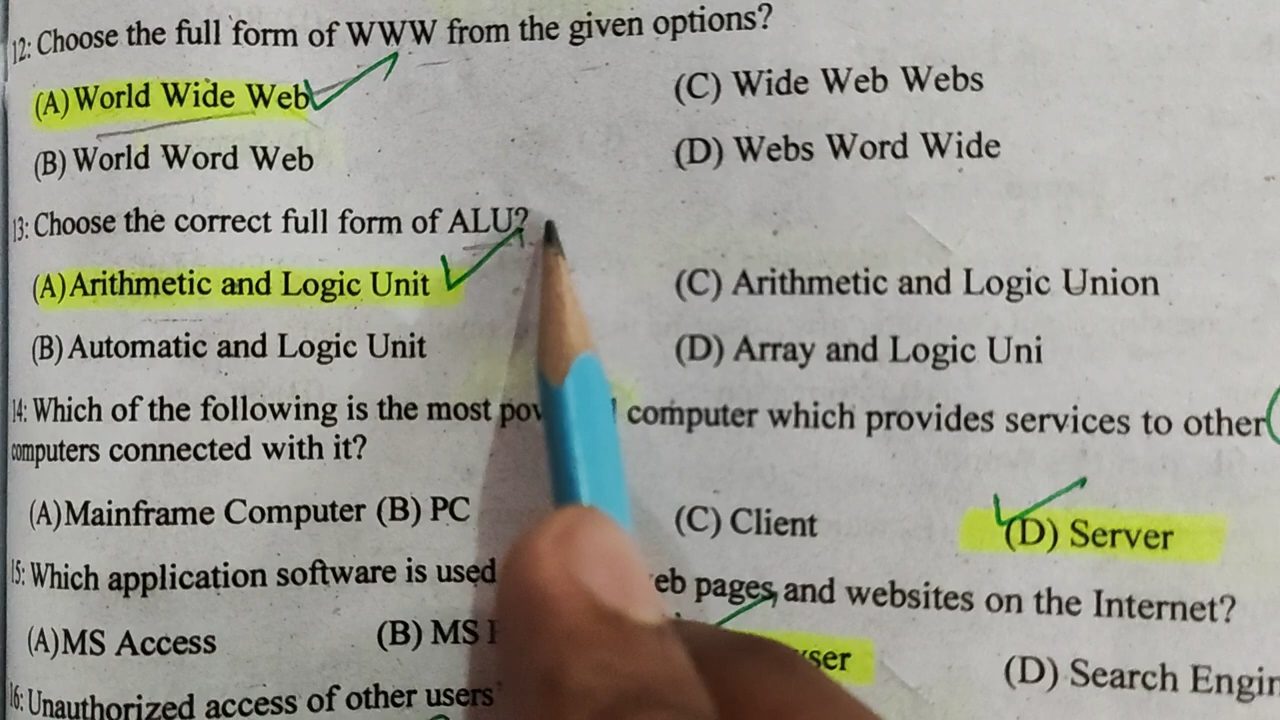 12: Choose the full form of WWW from the given options?
(A) World Wide Web (C) Wide Web Webs
(B) World Word Web (D) Webs Word Wide
13: Choose the correct full form of ALU?
(A) Arithmetic and Logic Unit (C) Arithmetic and Logic Union
(B) Automatic and Logic Unit (D) Array and Logic Uni
14: Which of the following is the most computer which provides services to other
computers connected with it?
(A) Mainframe Computer (B) PC (C) Client (D) Server
15: Which application software is used pages and websites on the Internet?
(A) MS Access (B) MS (D) Search
16: Unauthorized access of other users